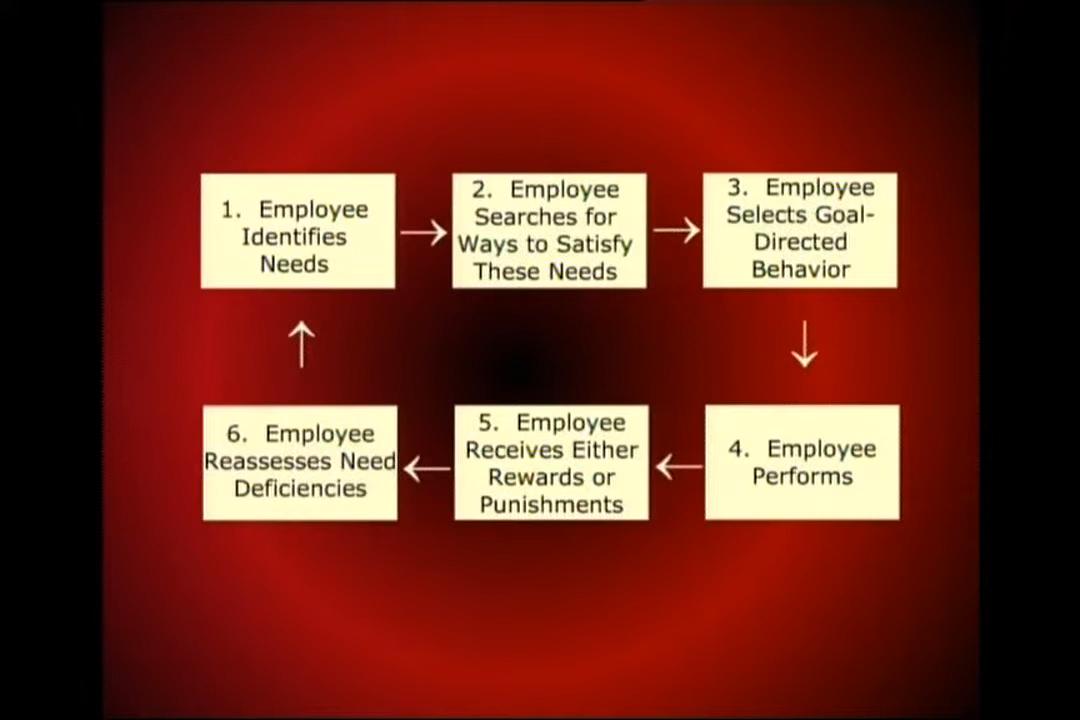 1. Employee
Identifies
Needs
2. Employee
Searches for
Ways to Satisfy
These Needs
3. Employee
Selects Goal-
Directed
Behavior
4. Employee
Performs
5. Employee
Receives Either
Rewards or
Punishments
6. Employee
Reassesses Need
Deficiencies